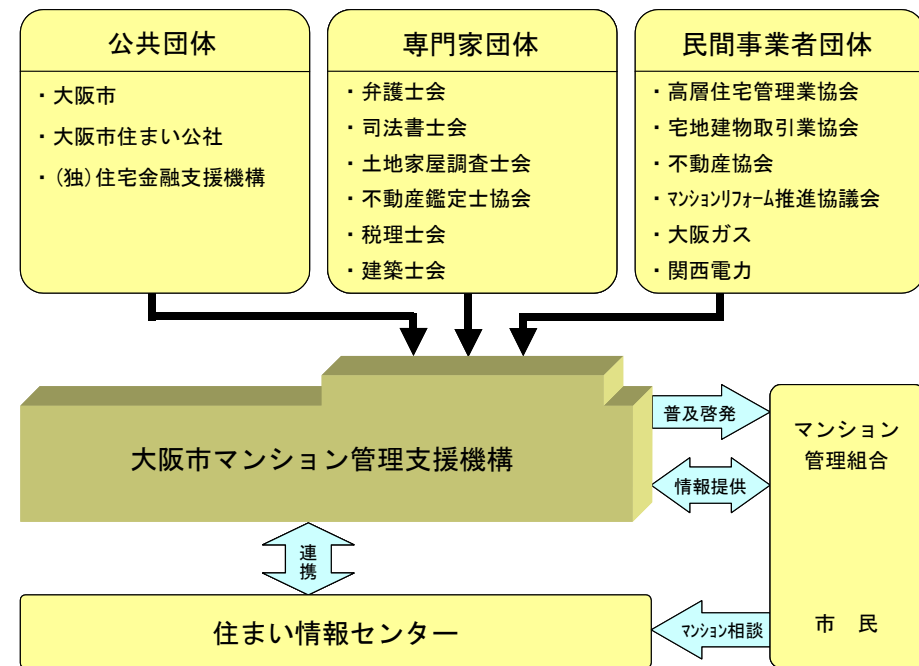 公共団体
・大阪市
・大阪市住まい公社
・(独)住宅金融支援機構
専門家団体
・弁護士会
・司法書士会
・土地家屋調査士会
・不動産鑑定士協会
・税理士会
・建築士会
民間事業者団体
・高層住宅管理業協会
・宅地建物取引業協会
・不動産協会
・ﾏﾝｼｮﾝﾘﾌｫｰﾑ推進協議会
・大阪ガス
・関西電力
大阪市マンション管理支援機構
普及啓発
情報提供
マンション
管理組合
連
携
住まい情報センター
ﾏﾝｼｮﾝ相談
市　民